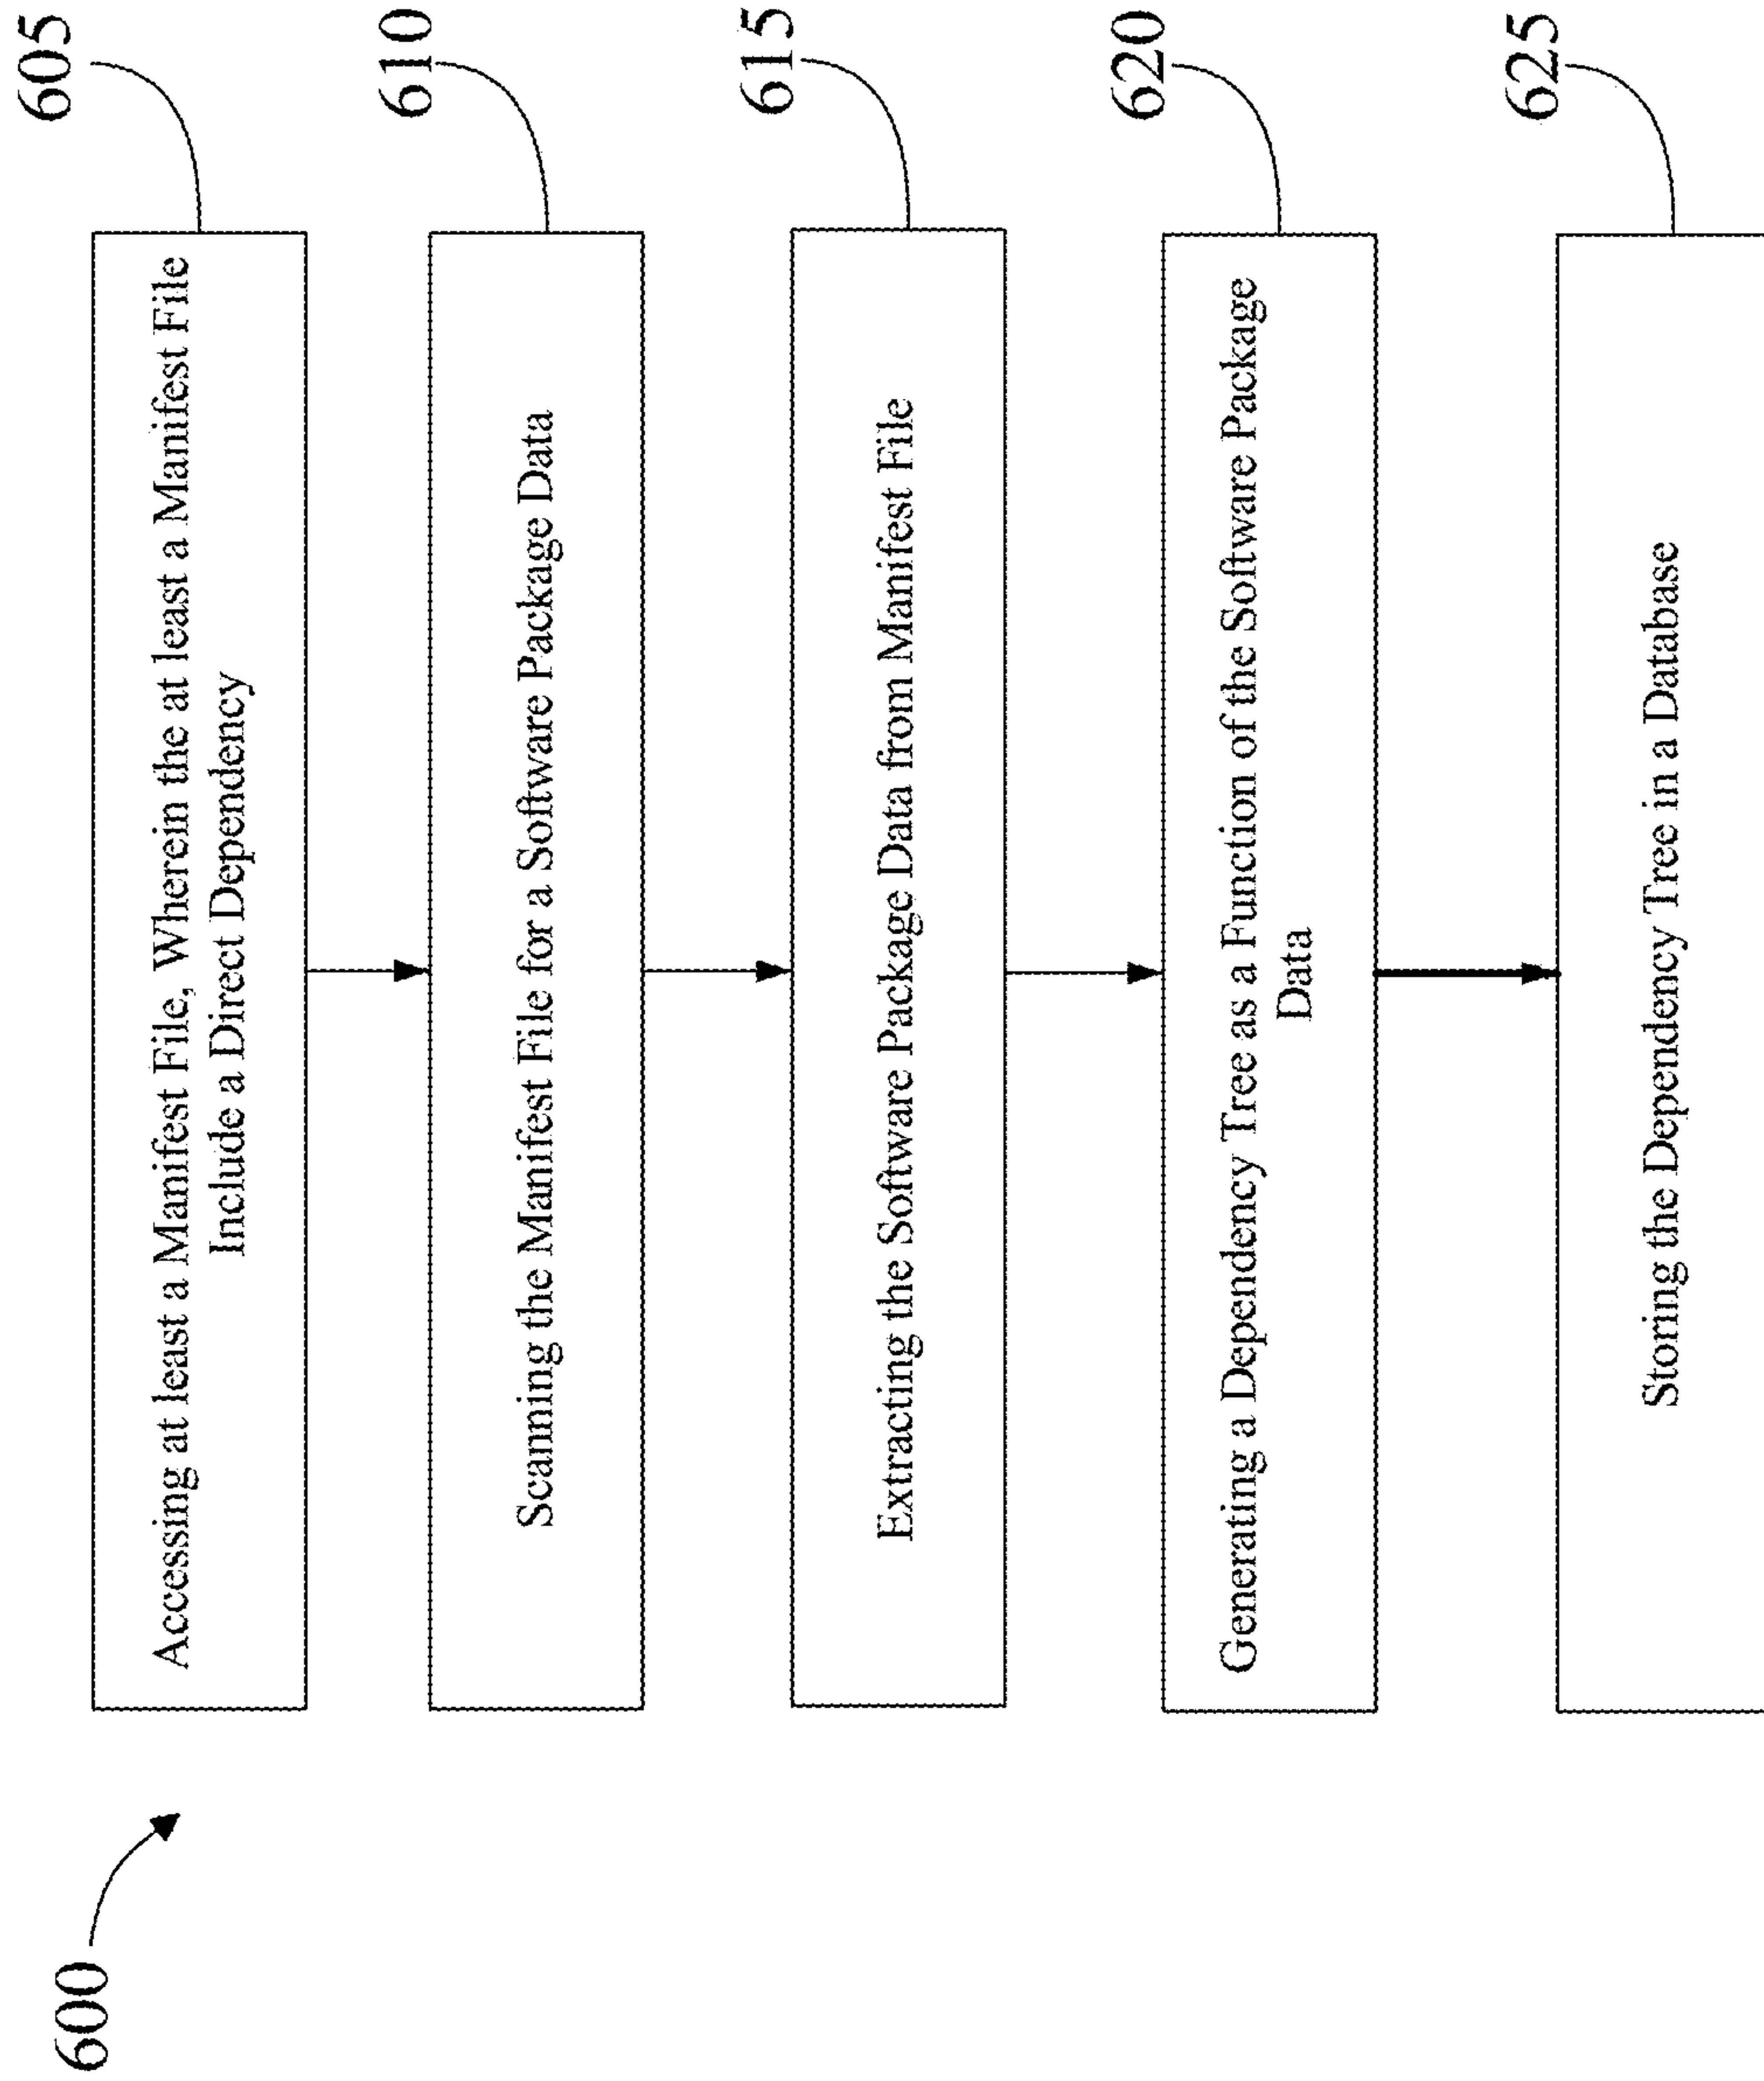 600
605
Accessing at least a Manifest File, Wherein the at least a Manifest File
Include a Direct Dependency
610
Scanning the Manifest File for a Software Package Data
615
Extracting the Software Package Data from Manifest File
620
Generating a Dependency Tree as a Function of the Software Package
Data
625
Storing the Dependency Tree in a Database